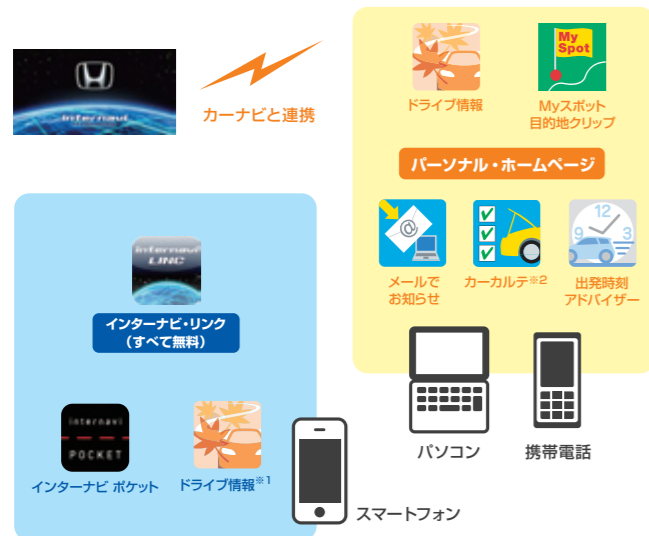 internavi
カーナビと連携
ドライブ情報
My
Spot
Myスポット
目的地クリップ
パーソナル・ホームページ
@
メールで
お知らせ
カーカルテ※2
12
9
3
出発時刻
アドバイザー
internavi
LINC
インターナビ・リンク
(すべて無料)
internavi
POCKET
インターナビ ポケット
ドライブ情報※1
パソコン
携帯電話
スマートフォン